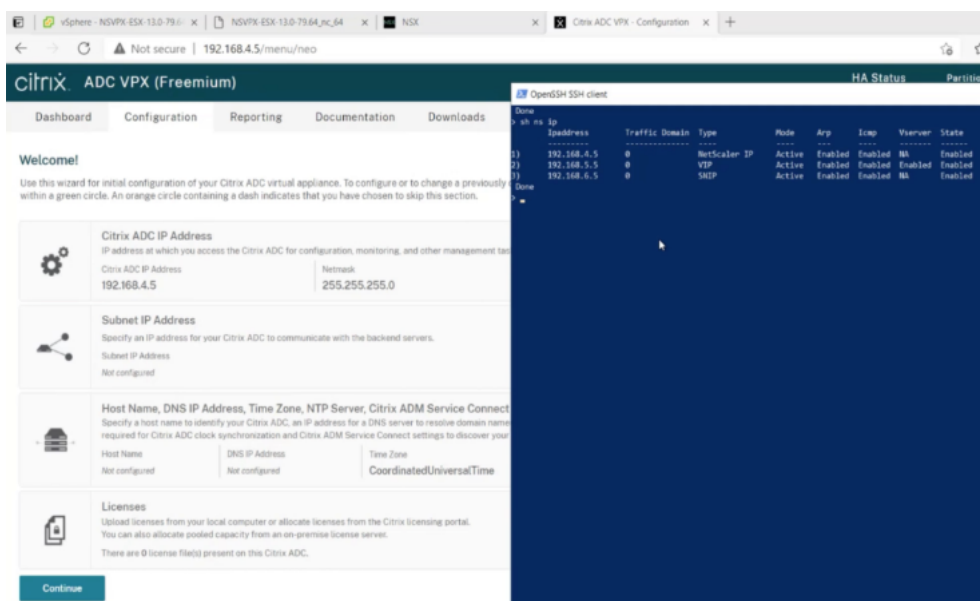 vSphere - NSVPX-ESX-13.0-79.6
NSVPX-ESX-13.0-79.64_nc_64
NSX
Citrix ADC VPX - Configuration
Not secure | 192.168.4.5/menu/neo
citrix. ADC VPX (Freemium)
HA Status
Partitio
Dashboard
Configuration
Reporting
Documentation
Downloads
OpenSSH SSH client
Done
> sh ns ip
Ipaddress Traffic Domain Type Mode Arp Icmp Vserver State
--------- -------------- ---- ---- --- ---- ------- ------
1) 192.168.4.5 0 NetScaler IP Active Enabled Enabled NA Enabled
2) 192.168.5.5 0 VIP Active Enabled Enabled Enabled Enabled
3) 192.168.6.5 0 SNIP Active Enabled Enabled NA Enabled
Done
>
Welcome!
Use this wizard for initial configuration of your Citrix ADC virtual appliance. To configure or to change a previously
within a green circle. An orange circle containing a dash indicates that you have chosen to skip this section.
Citrix ADC IP Address
IP address at which you access the Citrix ADC for configuration, monitoring, and other management tas
Citrix ADC IP Address
Netmask
192.168.4.5
255.255.255.0
Subnet IP Address
Specify an IP address for your Citrix ADC to communicate with the backend servers.
Subnet IP Address
Not configured
Host Name, DNS IP Address, Time Zone, NTP Server, Citrix ADM Service Connect
Specify a host name to identify your Citrix ADC, an IP address for a DNS server to resolve domain name
required for Citrix ADC clock synchronization and Citrix ADM Service Connect settings to discover your
Host Name
DNS IP Address
Time Zone
Not configured
Not configured
CoordinatedUniversalTime
Licenses
Upload licenses from your local computer or allocate licenses from the Citrix licensing portal.
You can also allocate pooled capacity from an on-premise license server.
There are 0 license file(s) present on this Citrix ADC.
Continue